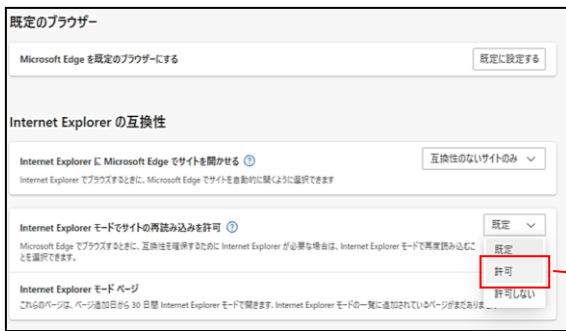 既定のブラウザー
Microsoft Edge を既定のブラウザーにする
既定に設定する
Internet Explorer の互換性
Internet Explorer に Microsoft Edge でサイトを開かせる
互換性のないサイトのみ
Internet Explorer でブラウズするときに、Microsoft Edge でサイトを自動的に開くように選択できます
Internet Explorer モードでサイトの再読み込みを許可
既定
Microsoft Edge でブラウズするときに、互換性を確保するために Internet Explorer が必要な場合は、Internet Explorer モードで再度読み込むこ
とを選択できます。
既定
許可
許可しない
Internet Explorer モード ページ
これらのページは、ページ追加日から 30 日間 Internet Explorer モードで開きます. Internet Explorer モードの一覧に追加されているページがまだありま